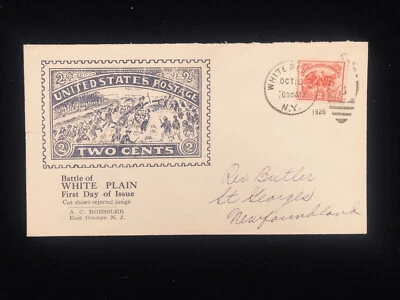 2 UNITED STATES POSTAGE 2
2 TWO CENTS 2
Battle of
WHITE PLAIN
First Day of Issue
Cut shows rejected design
A. C. ROESSLER
East Orange, N. J.
WHITE P
OCT
630AM
N.Y.
1926
Rev Butler
St Georges
Newfoundland